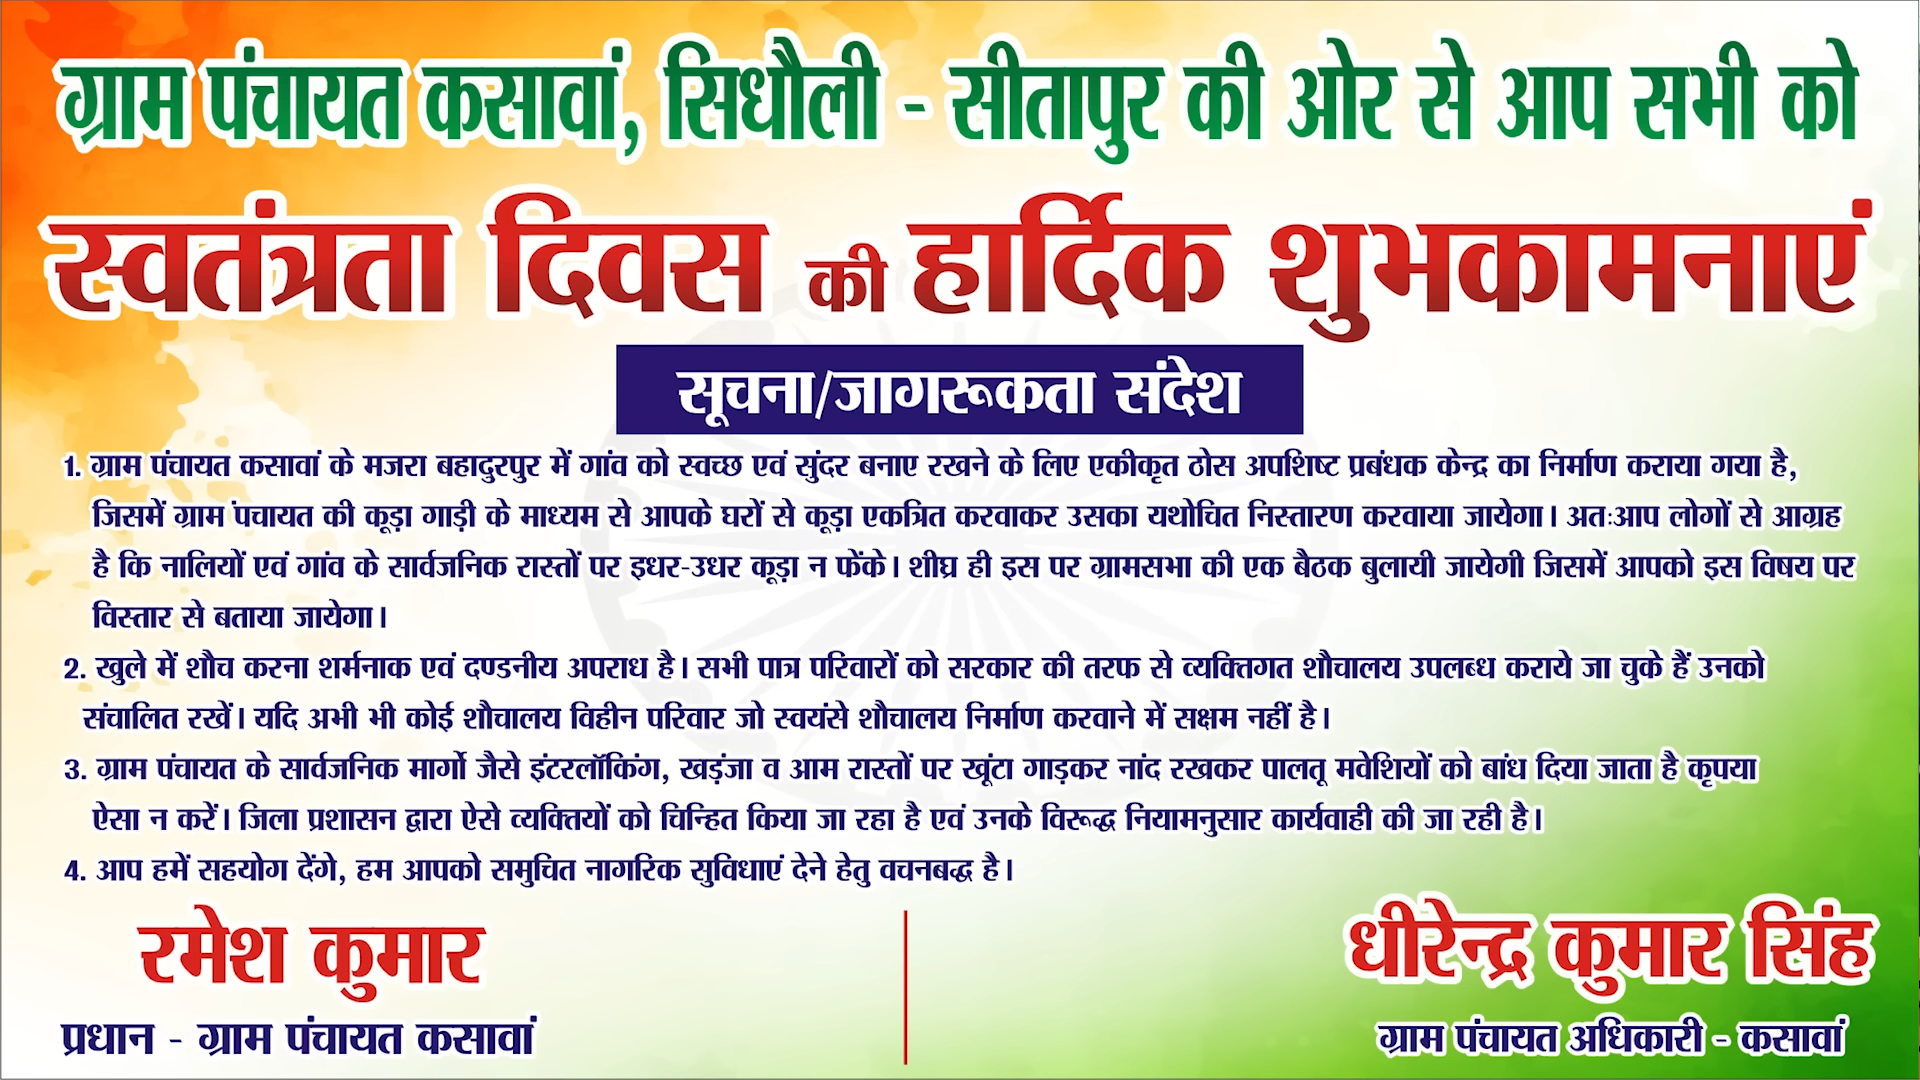 ग्राम पंचायत कसावां, सिधौली - सीतापुर की ओर से आप सभी को
स्वतंत्रता दिवस की हार्दिक शुभकामनाएं
सूचना/जागरूकता संदेश
1. ग्राम पंचायत कसावां के मजरा बहादुरपुर में गांव को स्वच्छ एवं सुंदर बनाए रखने के लिए एकीकृत ठोस अपशिष्ट प्रबंधक केन्द्र का निर्माण कराया गया है,
जिसमें ग्राम पंचायत की कूड़ा गाड़ी के माध्यम से आपके घरों से कूड़ा एकत्रित करवाकर उसका यथोचित निस्तारण करवाया जायेगा। अतःआप लोगों से आग्रह
है कि नालियों एवं गांव के सार्वजनिक रास्तों पर इधर-उधर कूड़ा न फेंके। शीघ्र ही इस पर ग्रामसभा की एक बैठक बुलायी जायेगी जिसमें आपको इस विषय पर
विस्तार से बताया जायेगा।
2. खुले में शौच करना शर्मनाक एवं दण्डनीय अपराध है। सभी पात्र परिवारों को सरकार की तरफ से व्यक्तिगत शौचालय उपलब्ध कराये जा चुके हैं उनको
संचालित रखें। यदि अभी भी कोई शौचालय विहीन परिवार जो स्वयंसे शौचालय निर्माण करवाने में सक्षम नहीं है।
3. ग्राम पंचायत के सार्वजनिक मार्गो जैसे इंटरलॉकिंग, खड़ंजा व आम रास्तों पर खूंटा गाड़कर नांद रखकर पालतू मवेशियों को बांध दिया जाता है कृपया
ऐसा न करें। जिला प्रशासन द्वारा ऐसे व्यक्तियों को चिन्हित किया जा रहा है एवं उनके विरूद्ध नियामनुसार कार्यवाही की जा रही है।
4. आप हमें सहयोग देंगे, हम आपको समुचित नागरिक सुविधाएं देने हेतु वचनबद्ध है।
रमेश कुमार
प्रधान - ग्राम पंचायत कसावां
धीरेन्द्र कुमार सिंह
ग्राम पंचायत अधिकारी - कसावां